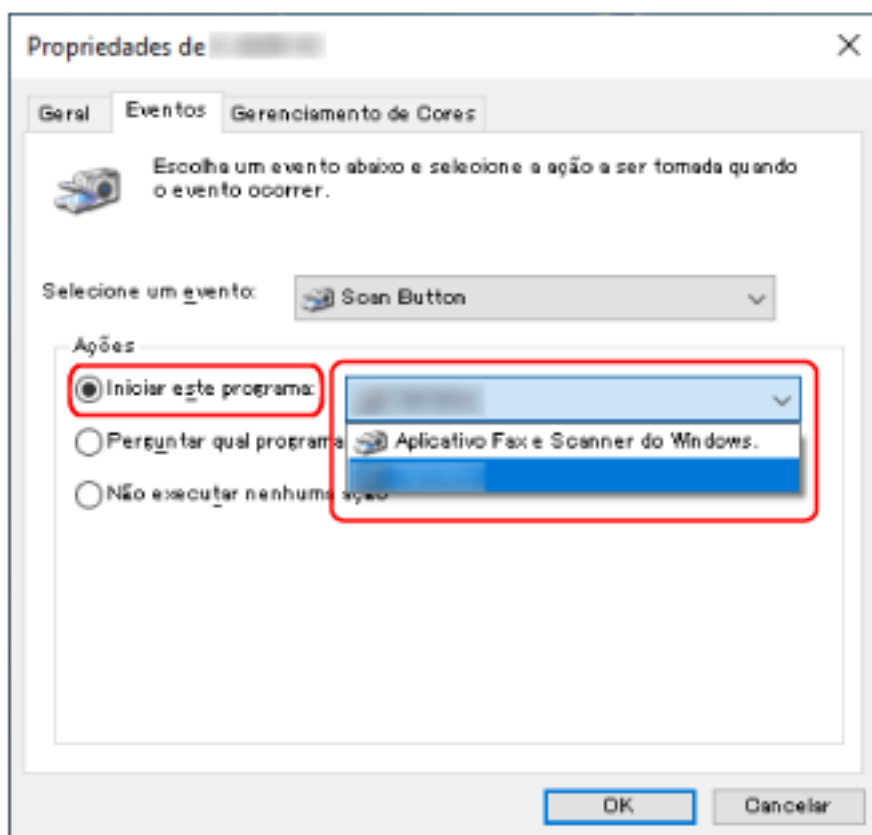 Propriedades de
Geral Eventos Gerenciamento de Cores
Escolha um evento abaixo e selecione a ação a ser tomada quando
o evento ocorrer.
Selecione um evento: Scan Button
Ações
Iniciar este programa:
Perguntar qual programa Aplicativo Fax e Scanner do Windows.
Não executar nenhuma ação
OK Cancelar